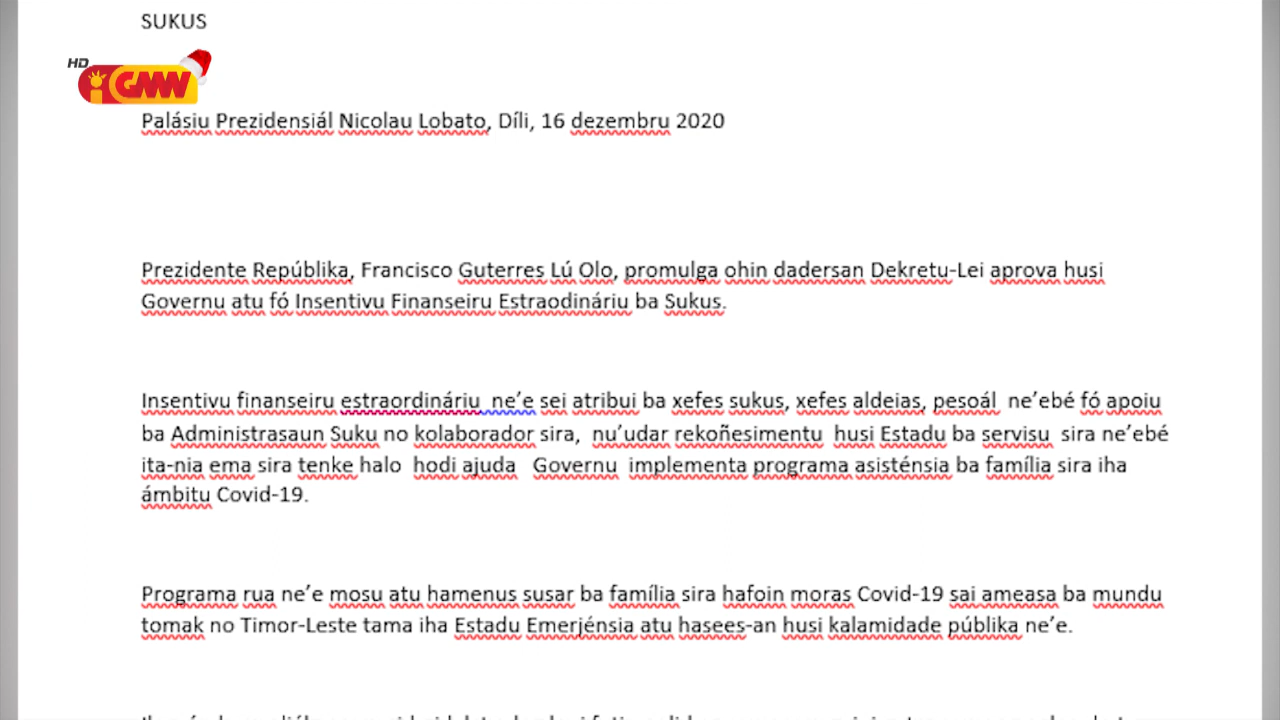 SUKUS
HD
GMN
Palásiu Prezidensiál Nicolau Lobato, Díli, 16 dezembru 2020
Prezidente Repúblika, Francisco Guterres Lú Olo, promulga ohin dadersan Dekretu-Lei aprova husi
Governu atu fó Insentivu Finanseiru Estraodináriu ba Sukus.
Insentivu finanseiru estraordináriu ne’e sei atribui ba xefes sukus, xefes aldeias, pesoál ne’ebé fó apoiu
ba Administrasaun Suku no kolaborador sira, nu’udar rekoñesimentu husi Estadu ba servisu sira ne’ebé
ita-nia ema sira tenke halo hodi ajuda Governu implementa programa asisténsia ba família sira iha
ámbitu Covid-19.
Programa rua ne’e mosu atu hamenus susar ba família sira hafoin moras Covid-19 sai ameasa ba mundu
tomak no Timor-Leste tama iha Estadu Emerjénsia atu hasees-an husi kalamidade públika ne’e.